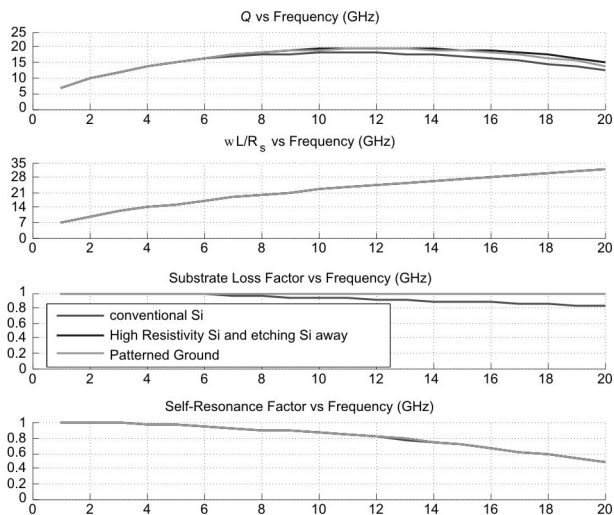 Q vs Frequency (GHz)
25
20
15
10
5
0
0 2 4 6 8 10 12 14 16 18 20
wL/Rs vs Frequency (GHz)
35
28
21
14
7
0
0 2 4 6 8 10 12 14 16 18 20
Substrate Loss Factor vs Frequency (GHz)
1
0.8
0.6
0.4
0.2
0
conventional Si
High Resistivity Si and etching Si away
Patterned Ground
0 2 4 6 8 10 12 14 16 18 20
Self-Resonance Factor vs Frequency (GHz)
1
0.8
0.6
0.4
0.2
0 2 4 6 8 10 12 14 16 18 20